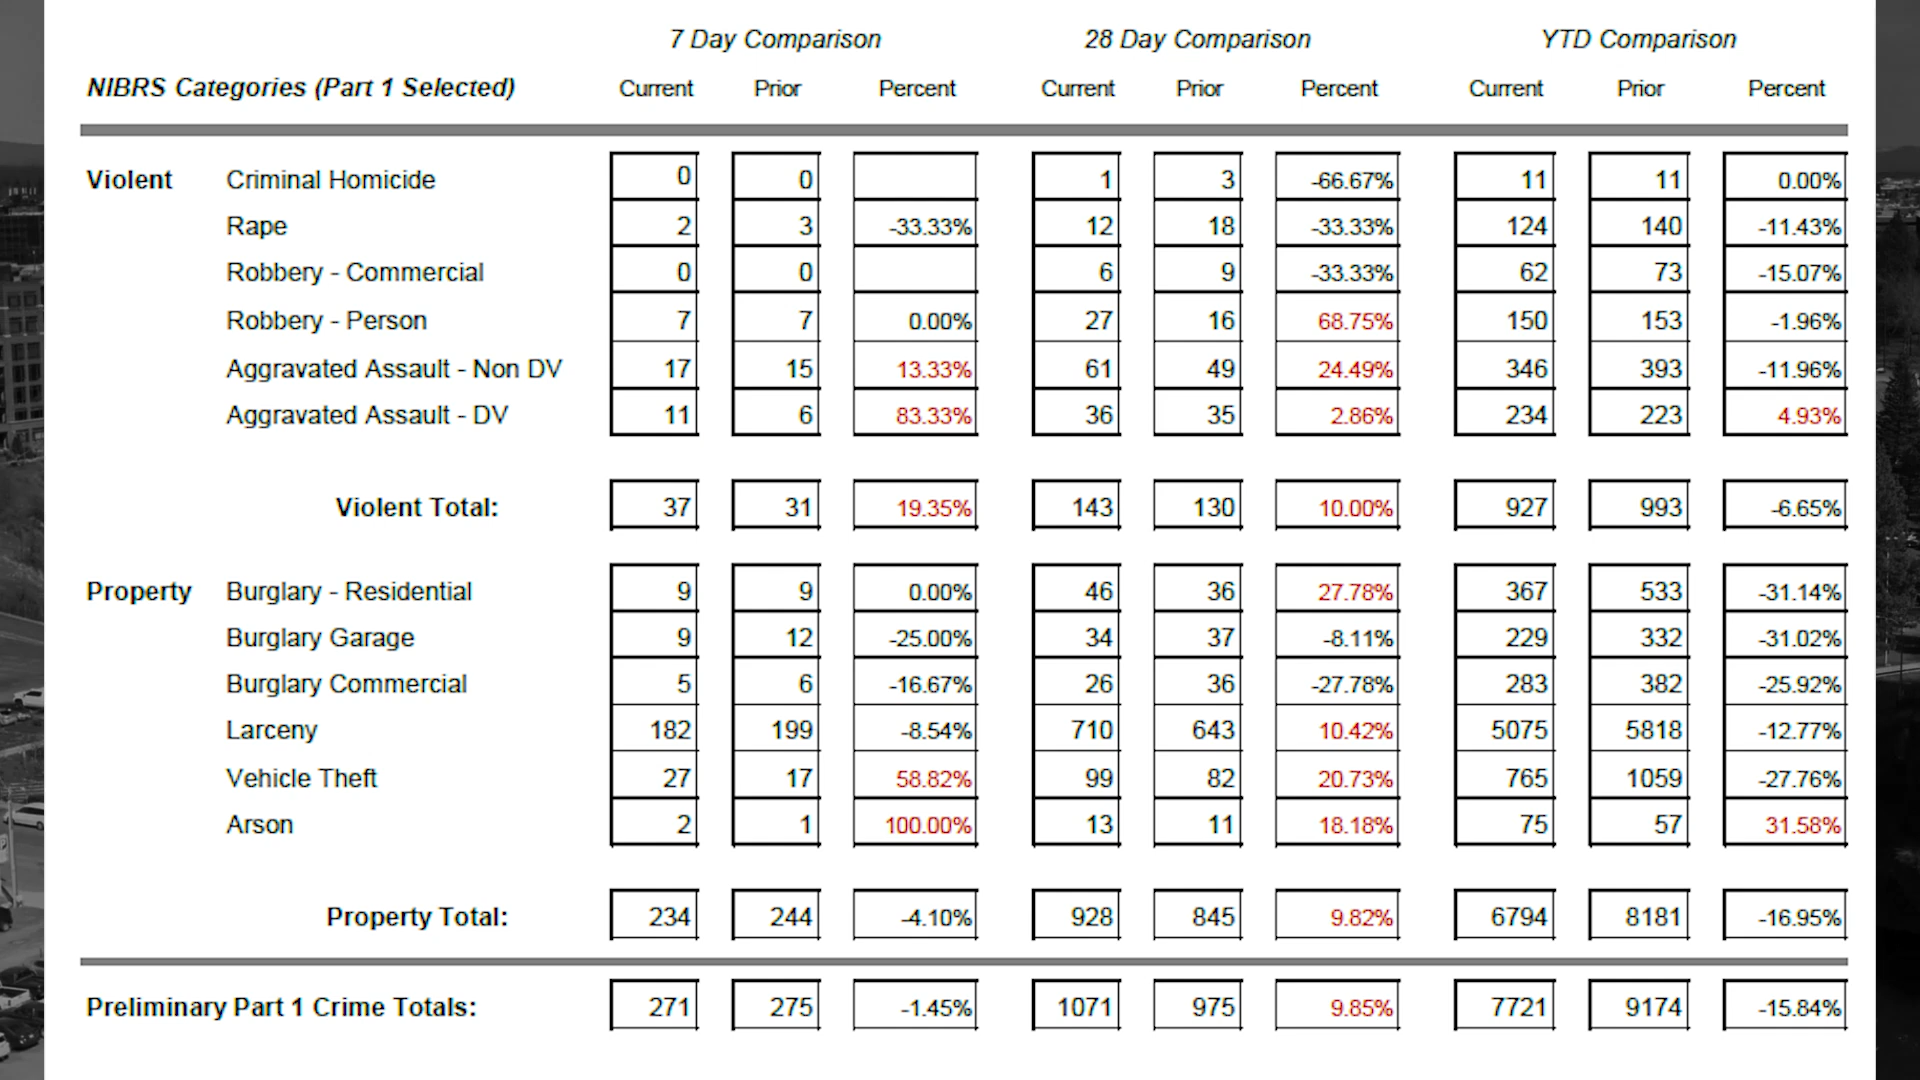 7 Day Comparison 28 Day Comparison YTD Comparison
NIBRS Categories (Part 1 Selected) Current Prior Percent Current Prior Percent Current Prior Percent
Violent Criminal Homicide 0 0 1 3 -66.67% 11 11 0.00%
Rape 2 3 -33.33% 12 18 -33.33% 124 140 -11.43%
Robbery - Commercial 0 0 6 9 -33.33% 62 73 -15.07%
Robbery - Person 7 7 0.00% 27 16 68.75% 150 153 -1.96%
Aggravated Assault - Non DV 17 15 13.33% 61 49 24.49% 346 393 -11.96%
Aggravated Assault - DV 11 6 83.33% 36 35 2.86% 234 223 4.93%
Violent Total: 37 31 19.35% 143 130 10.00% 927 993 -6.65%
Property Burglary - Residential 9 9 0.00% 46 36 27.78% 367 533 -31.14%
Burglary Garage 9 12 -25.00% 34 37 -8.11% 229 332 -31.02%
Burglary Commercial 5 6 -16.67% 26 36 -27.78% 283 382 -25.92%
Larceny 182 199 -8.54% 710 643 10.42% 5075 5818 -12.77%
Vehicle Theft 27 17 58.82% 99 82 20.73% 765 1059 -27.76%
Arson 2 1 100.00% 13 11 18.18% 75 57 31.58%
Property Total: 234 244 -4.10% 928 845 9.82% 6794 8181 -16.95%
Preliminary Part 1 Crime Totals: 271 275 -1.45% 1071 975 9.85% 7721 9174 -15.84%